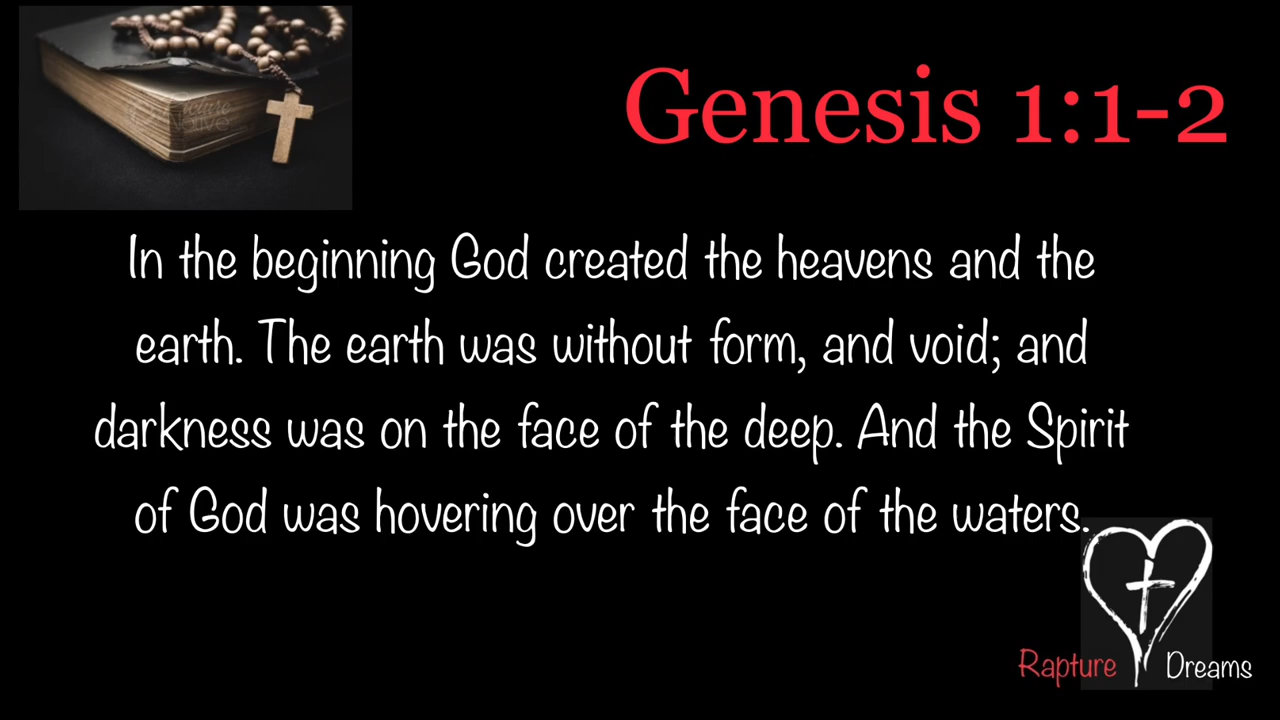 Genesis 1:1-2
In the beginning God created the heavens and the
earth. The earth was without form, and void; and
darkness was on the face of the deep. And the Spirit
of God was hovering over the face of the waters.
Rapture Dreams